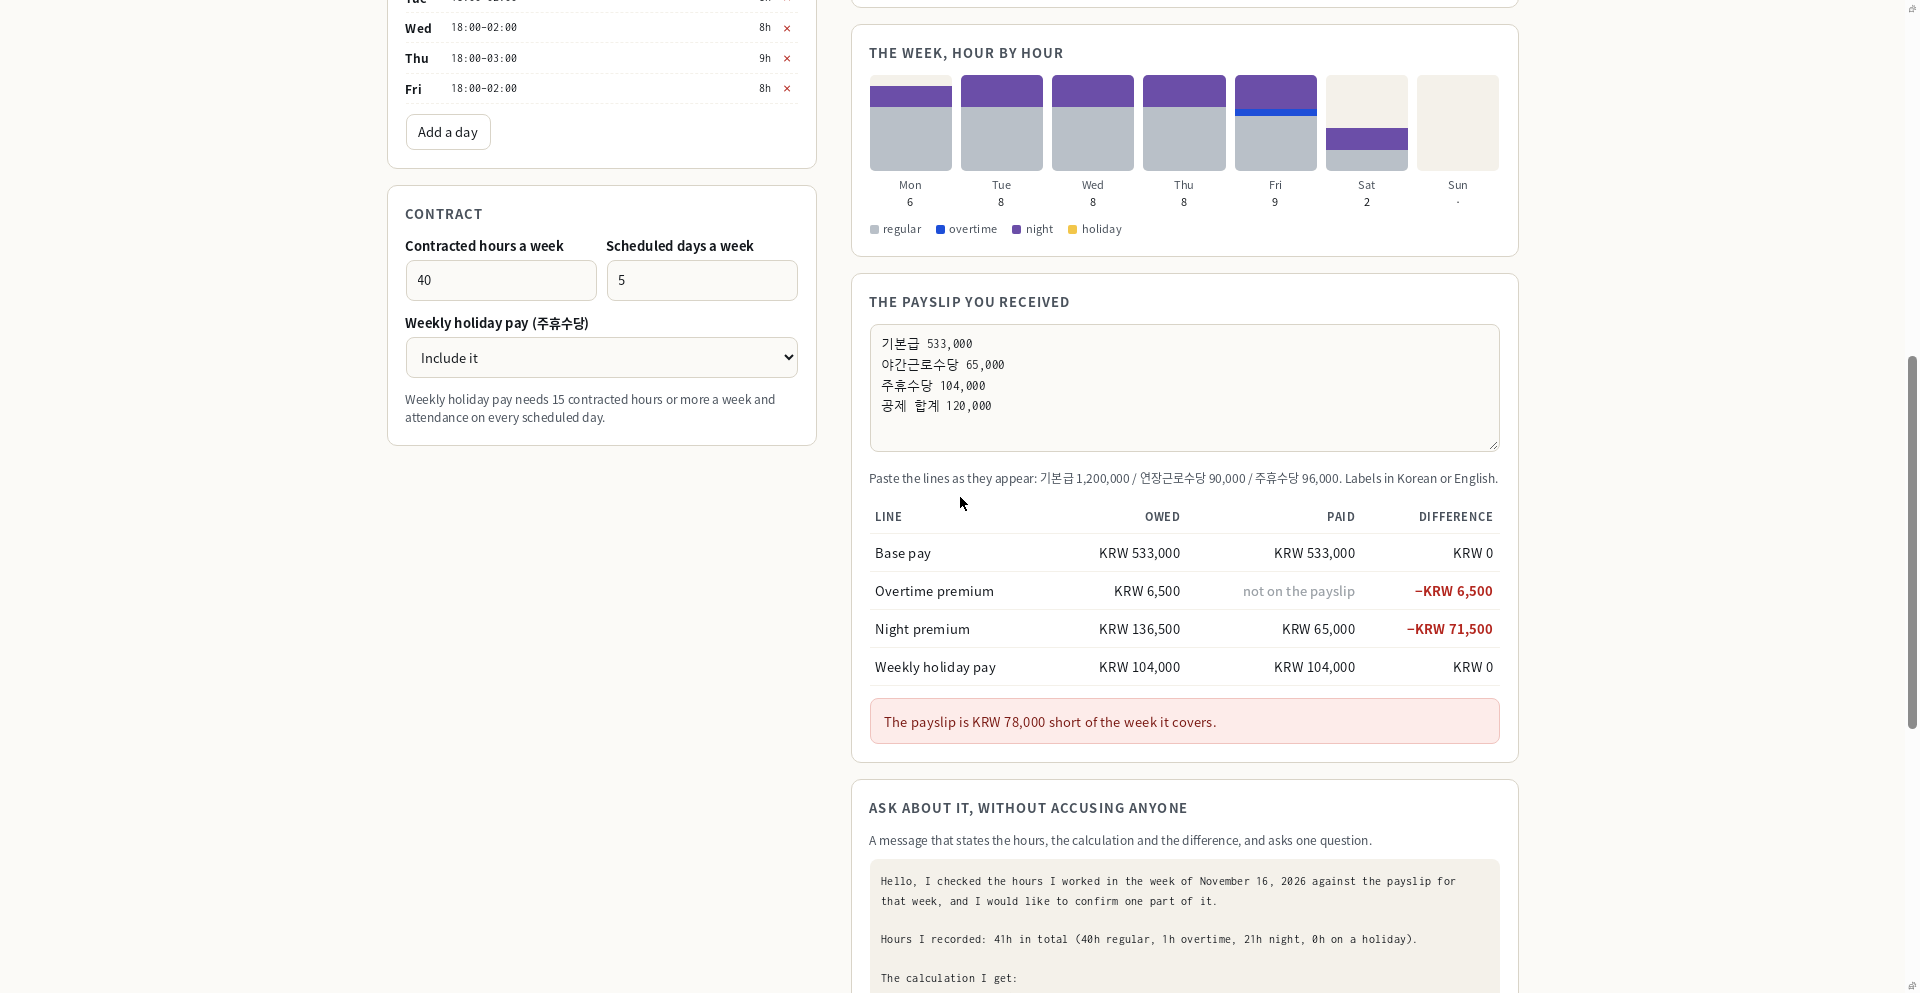 Wed 18:00–02:00 8h ×
Thu 18:00–03:00 9h ×
Fri 18:00–02:00 8h ×
Add a day
CONTRACT
Contracted hours a week Scheduled days a week
40 5
Weekly holiday pay (주휴수당)
Include it
Weekly holiday pay needs 15 contracted hours or more a week and
attendance on every scheduled day.
THE WEEK, HOUR BY HOUR
Mon Tue Wed Thu Fri Sat Sun
6 8 8 8 9 2 ·
regular overtime night holiday
THE PAYSLIP YOU RECEIVED
기본급 533,000
야간근로수당 65,000
주휴수당 104,000
공제 합계 120,000
Paste the lines as they appear: 기본급 1,200,000 / 연장근로수당 90,000 / 주휴수당 96,000. Labels in Korean or English.
LINE OWED PAID DIFFERENCE
Base pay KRW 533,000 KRW 533,000 KRW 0
Overtime premium KRW 6,500 not on the payslip −KRW 6,500
Night premium KRW 136,500 KRW 65,000 −KRW 71,500
Weekly holiday pay KRW 104,000 KRW 104,000 KRW 0
The payslip is KRW 78,000 short of the week it covers.
ASK ABOUT IT, WITHOUT ACCUSING ANYONE
A message that states the hours, the calculation and the difference, and asks one question.
Hello, I checked the hours I worked in the week of November 16, 2026 against the payslip for
that week, and I would like to confirm one part of it.
Hours I recorded: 41h in total (40h regular, 1h overtime, 21h night, 0h on a holiday).
The calculation I get: